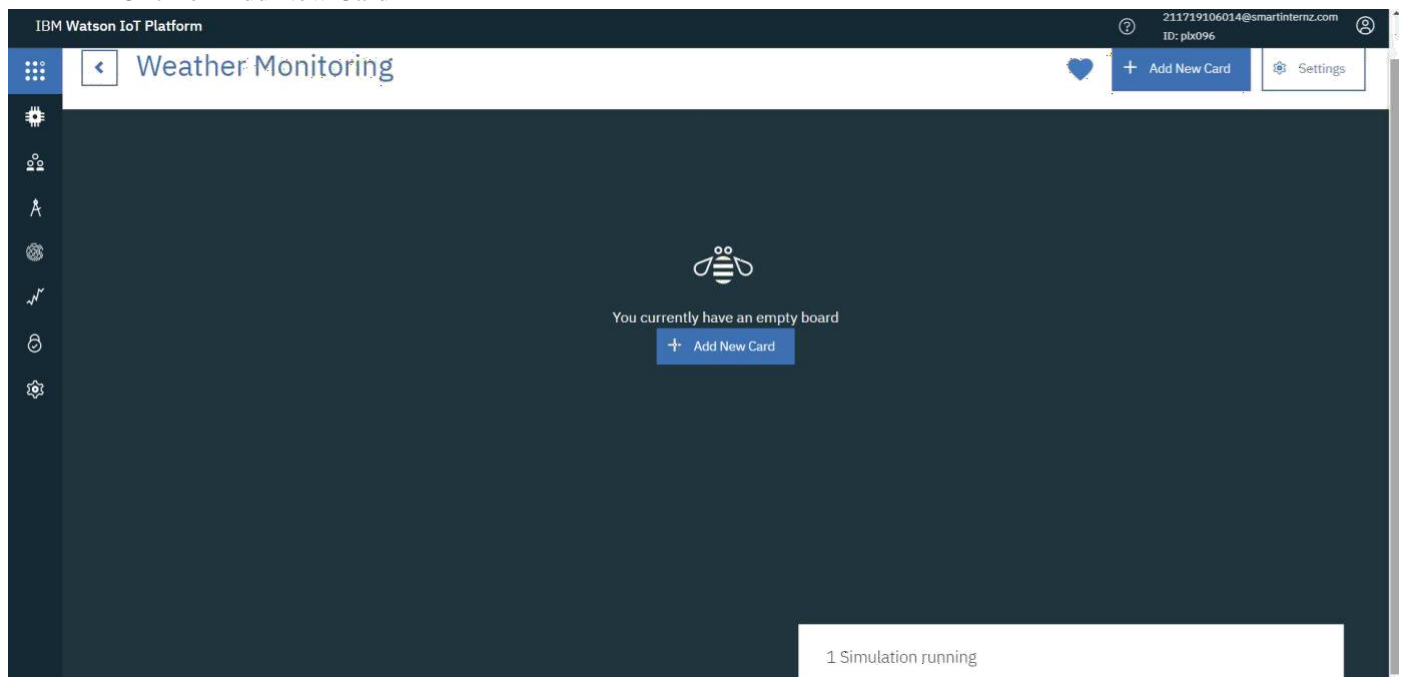 IBM Watson IoT Platform
211719106014@smartinternz.com
ID: plx096
Weather Monitoring
+ Add New Card
Settings
You currently have an empty board
+ Add New Card
1 Simulation running